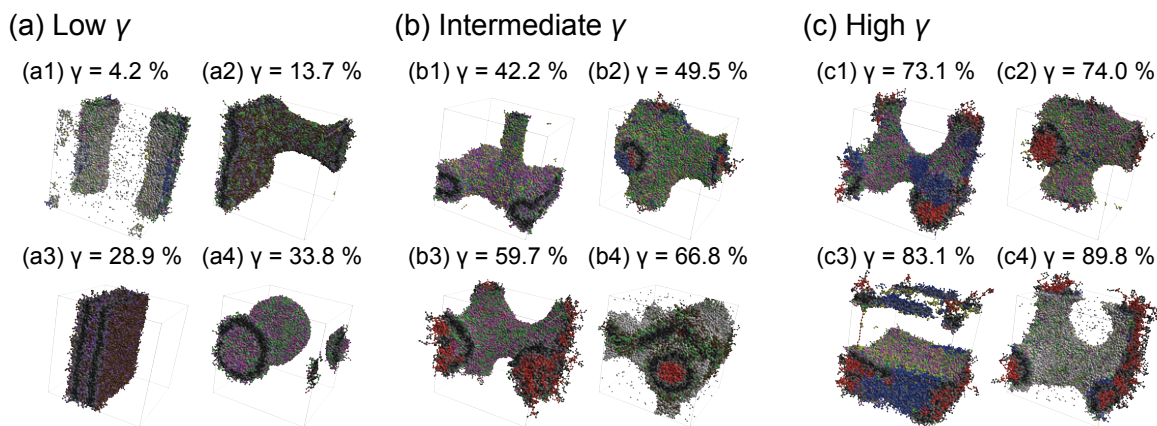 (a) Low γ
(b) Intermediate γ
(c) High γ
(a1) γ = 4.2 %
(a2) γ = 13.7 %
(b1) γ = 42.2 %
(b2) γ = 49.5 %
(c1) γ = 73.1 %
(c2) γ = 74.0 %
(a3) γ = 28.9 %
(a4) γ = 33.8 %
(b3) γ = 59.7 %
(b4) γ = 66.8 %
(c3) γ = 83.1 %
(c4) γ = 89.8 %